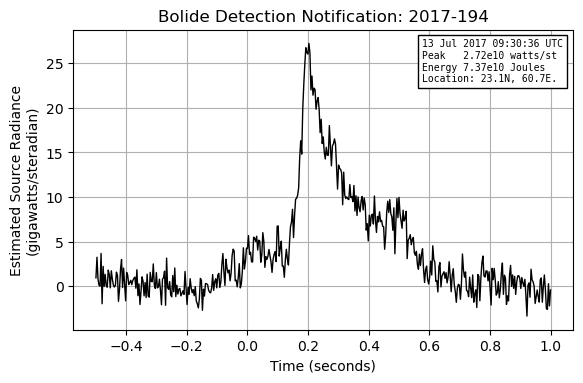 Bolide Detection Notification: 2017-194
13 Jul 2017 09:30:36 UTC
Peak   2.72e10 watts/st
Energy 7.37e10 Joules
Location: 23.1N, 60.7E.
Estimated Source Radiance
(gigawatts/steradian)
25
20
15
10
5
0
−0.4 −0.2 0.0 0.2 0.4 0.6 0.8 1.0
Time (seconds)